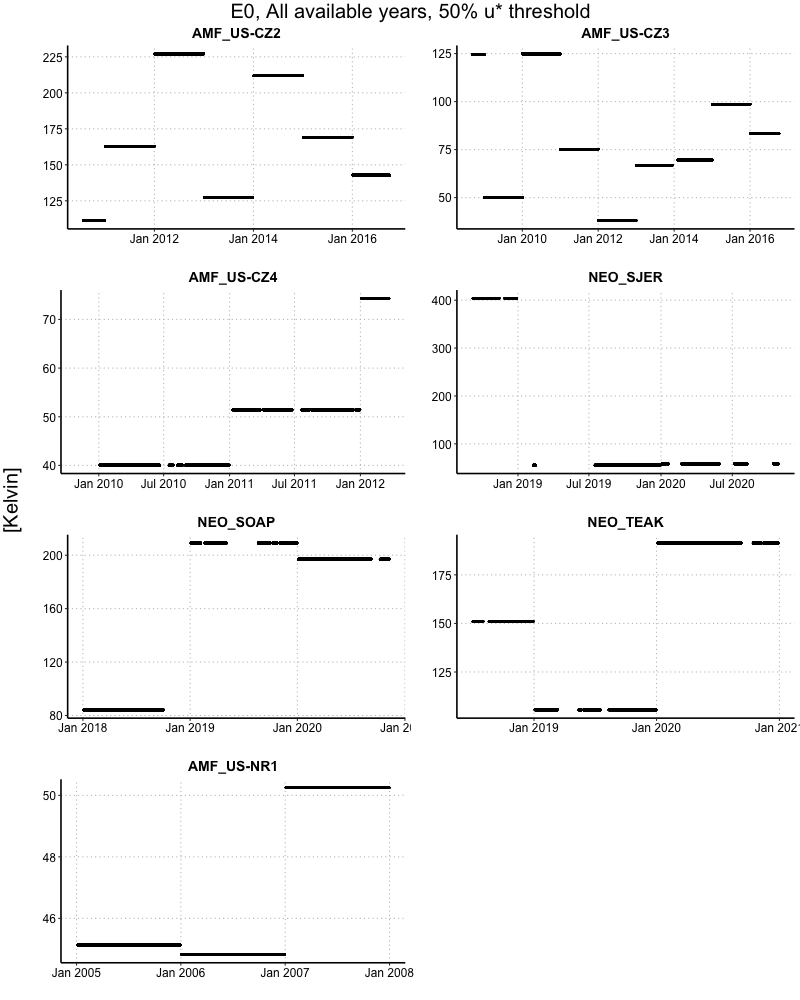 E0, All available years, 50% u* threshold
[Kelvin]
AMF_US-CZ2
225
200
175
150
125
Jan 2012 Jan 2014 Jan 2016
AMF_US-CZ3
125
100
75
50
Jan 2010 Jan 2012 Jan 2014 Jan 2016
AMF_US-CZ4
70
60
50
40
Jan 2010 Jul 2010 Jan 2011 Jul 2011 Jan 2012
NEO_SJER
400
300
200
100
Jan 2019 Jul 2019 Jan 2020 Jul 2020
NEO_SOAP
200
160
120
80
Jan 2018 Jan 2019 Jan 2020 Jan 2
NEO_TEAK
175
150
125
Jan 2019 Jan 2020 Jan 2021
AMF_US-NR1
50
48
46
Jan 2005 Jan 2006 Jan 2007 Jan 2008